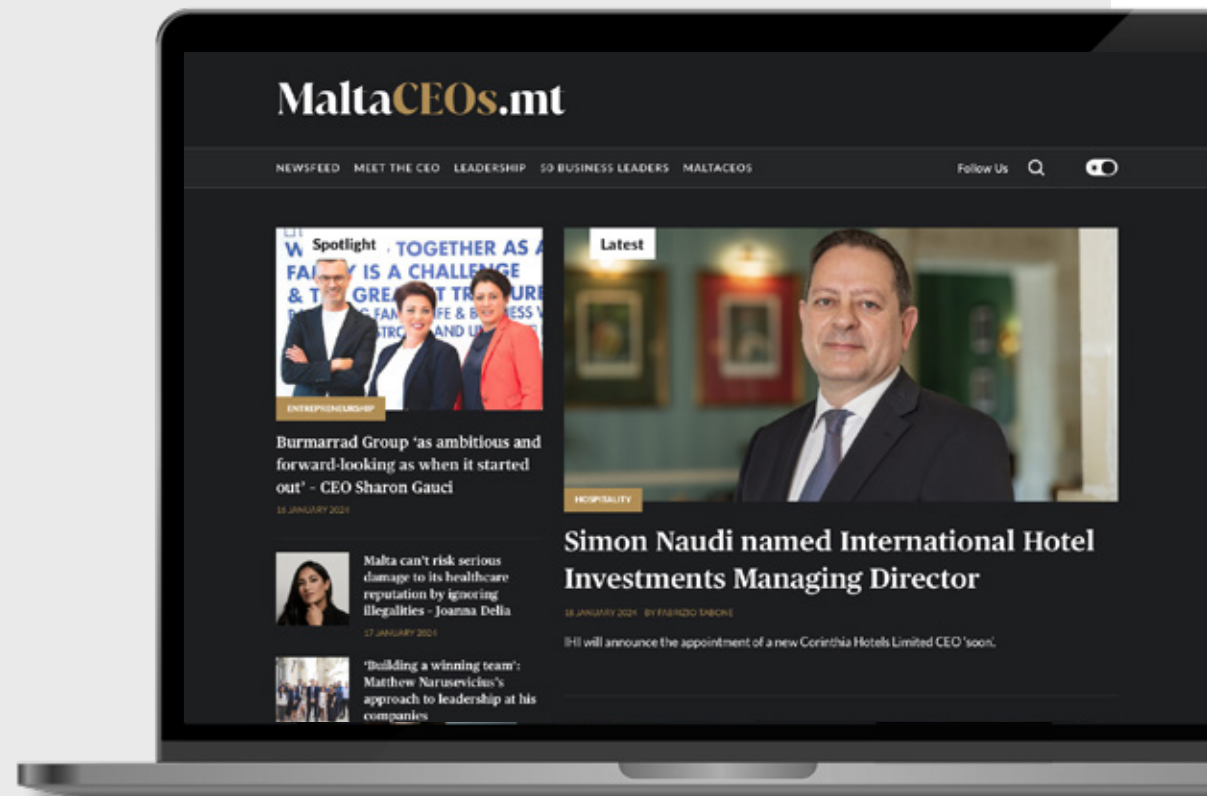 MaltaCEOs.mt
NEWSFEED MEET THE CEO LEADERSHIP 50 BUSINESS LEADERS MALTACEOS
Follow Us
Spotlight
TOGETHER AS A
IS A CHALLENGE
&
AND
ENTREPRENEURSHIP
Burmarrad Group ‘as ambitious and
forward-looking as when it started
out’ – CEO Sharon Gauci
16 JANUARY 2024
Malta can't risk serious
damage to its healthcare
reputation by ignoring
illegalities – Joanna Delia
17 JANUARY 2024
‘Building a winning team’:
Matthew Narusevicius’s
approach to leadership at his
companies
Latest
HOSPITALITY
Simon Naudi named International Hotel
Investments Managing Director
18 JANUARY 2024 BY FABRIZIO TABONE
IHI will announce the appointment of a new Corinthia Hotels Limited CEO ‘soon’.